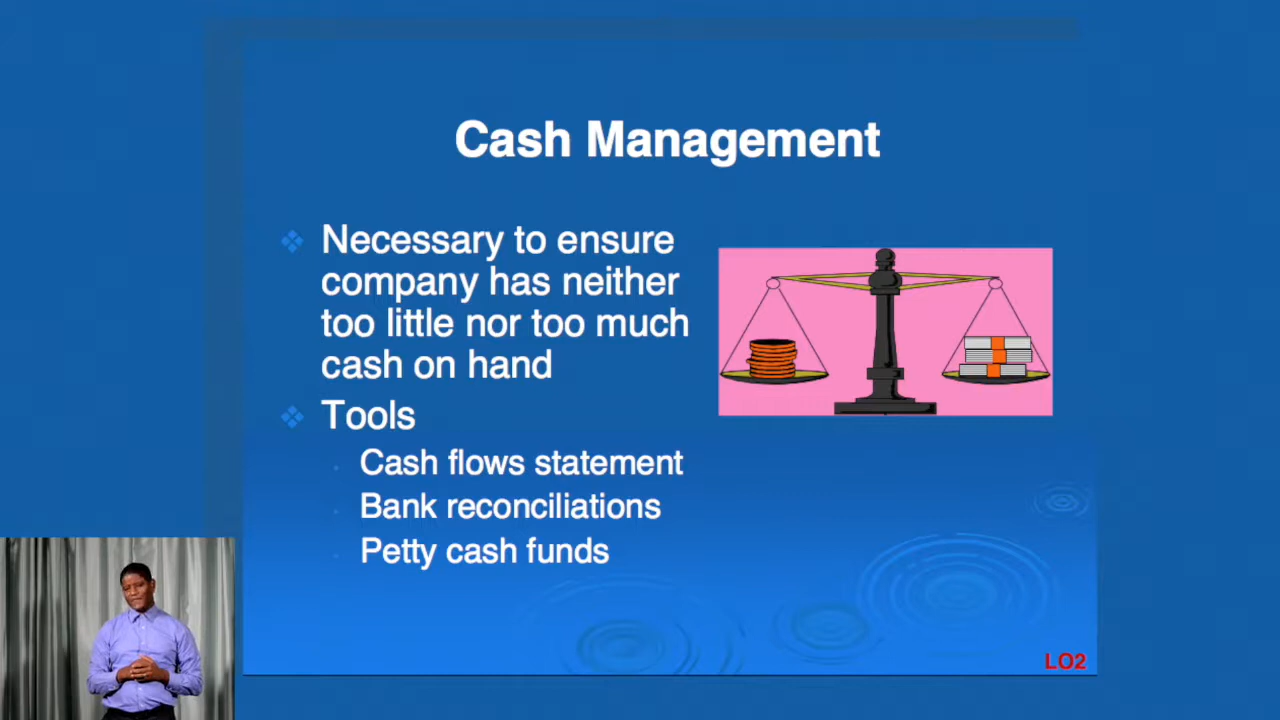 Cash Management
Necessary to ensure
company has neither
too little nor too much
cash on hand
Tools
Cash flows statement
Bank reconciliations
Petty cash funds
LO2